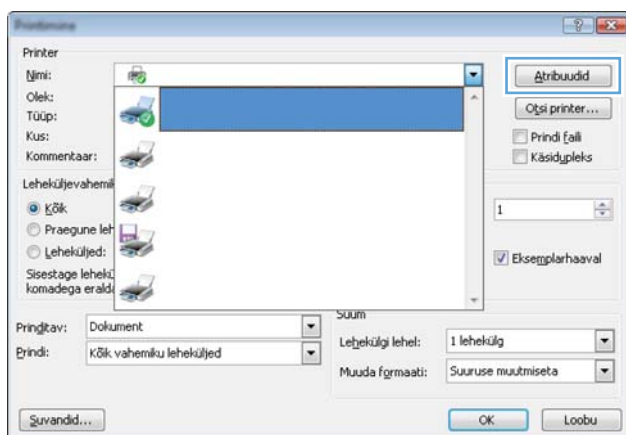 Printimine
Printer
Nimi:
Atribuudid
Olek:
Otsi printer...
Tüüp:
Kus:
Prindi faili
Kommentaar:
Käsidupleks
Leheküljevahemik
Kõik
1
Praegune leh
Leheküljed:
Eksemplarhaaval
Sisestage lehekü
komadega eralda
Suum
Prinditav: Dokument
Lehekülgi lehel: 1 lehekülg
Prindi: Kõik vahemiku leheküljed
Muuda formaati: Suuruse muutmiseta
Suvandid...
OK
Loobu